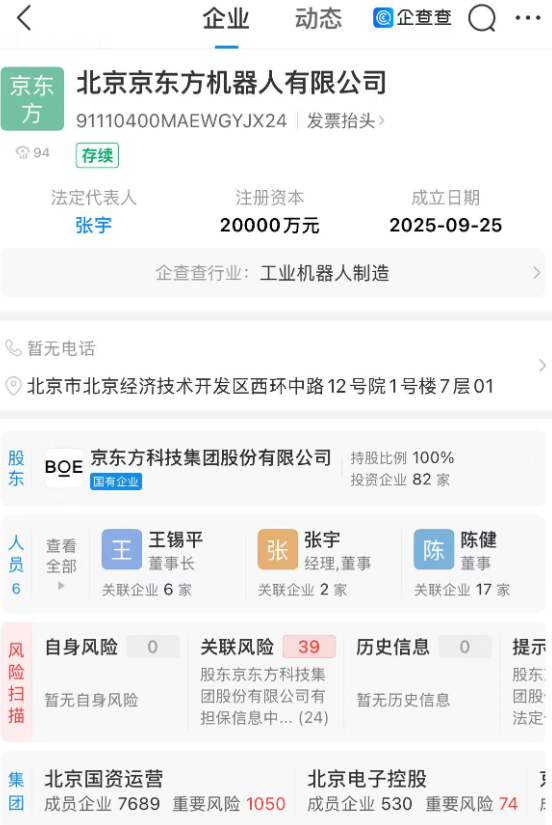 企业 动态 企查查
京东方
北京京东方机器人有限公司
91110400MAEWGYJX24 发票抬头
94 存续
法定代表人 注册资本 成立日期
张宇 20000万元 2025-09-25
企查查行业： 工业机器人制造
暂无电话
北京市北京经济技术开发区西环中路12号院1号楼7层01
股东
BOE
京东方科技集团股份有限公司
国有企业
持股比例 100%
投资企业 82 家
人员 6
查看全部
王 王锡平
董事长
关联企业 6 家
张 张宇
经理,董事
关联企业 2 家
陈 陈健
董事
关联企业 17 家
风险扫描
自身风险 0
暂无自身风险
关联风险 39
股东京东方科技集
团股份有限公司有
担保信息中... (24)
历史信息 0
暂无历史信息
提示
股东
团股
法定
集团
北京国资运营
成员企业 7689 重要风险 1050
北京电子控股
成员企业 530 重要风险 74